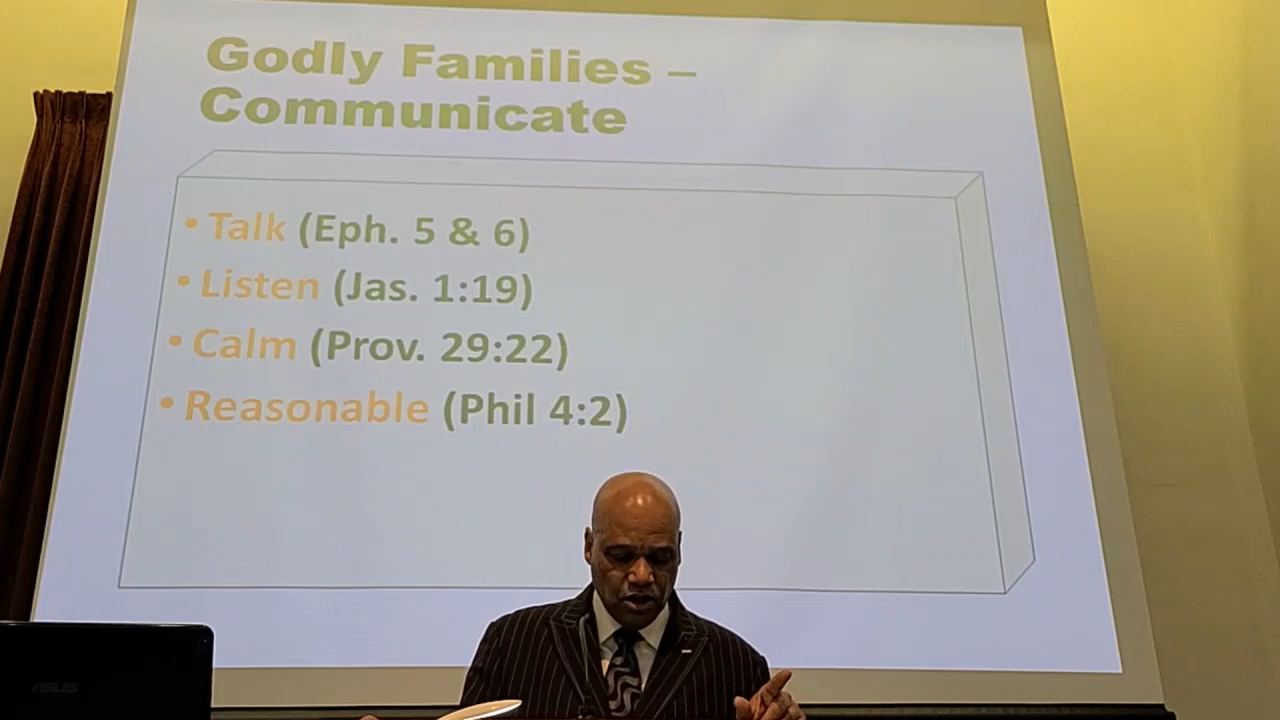 Godly Families –
Communicate
• Talk (Eph. 5 & 6)
• Listen (Jas. 1:19)
• Calm (Prov. 29:22)
• Reasonable (Phil 4:2)
ASUS